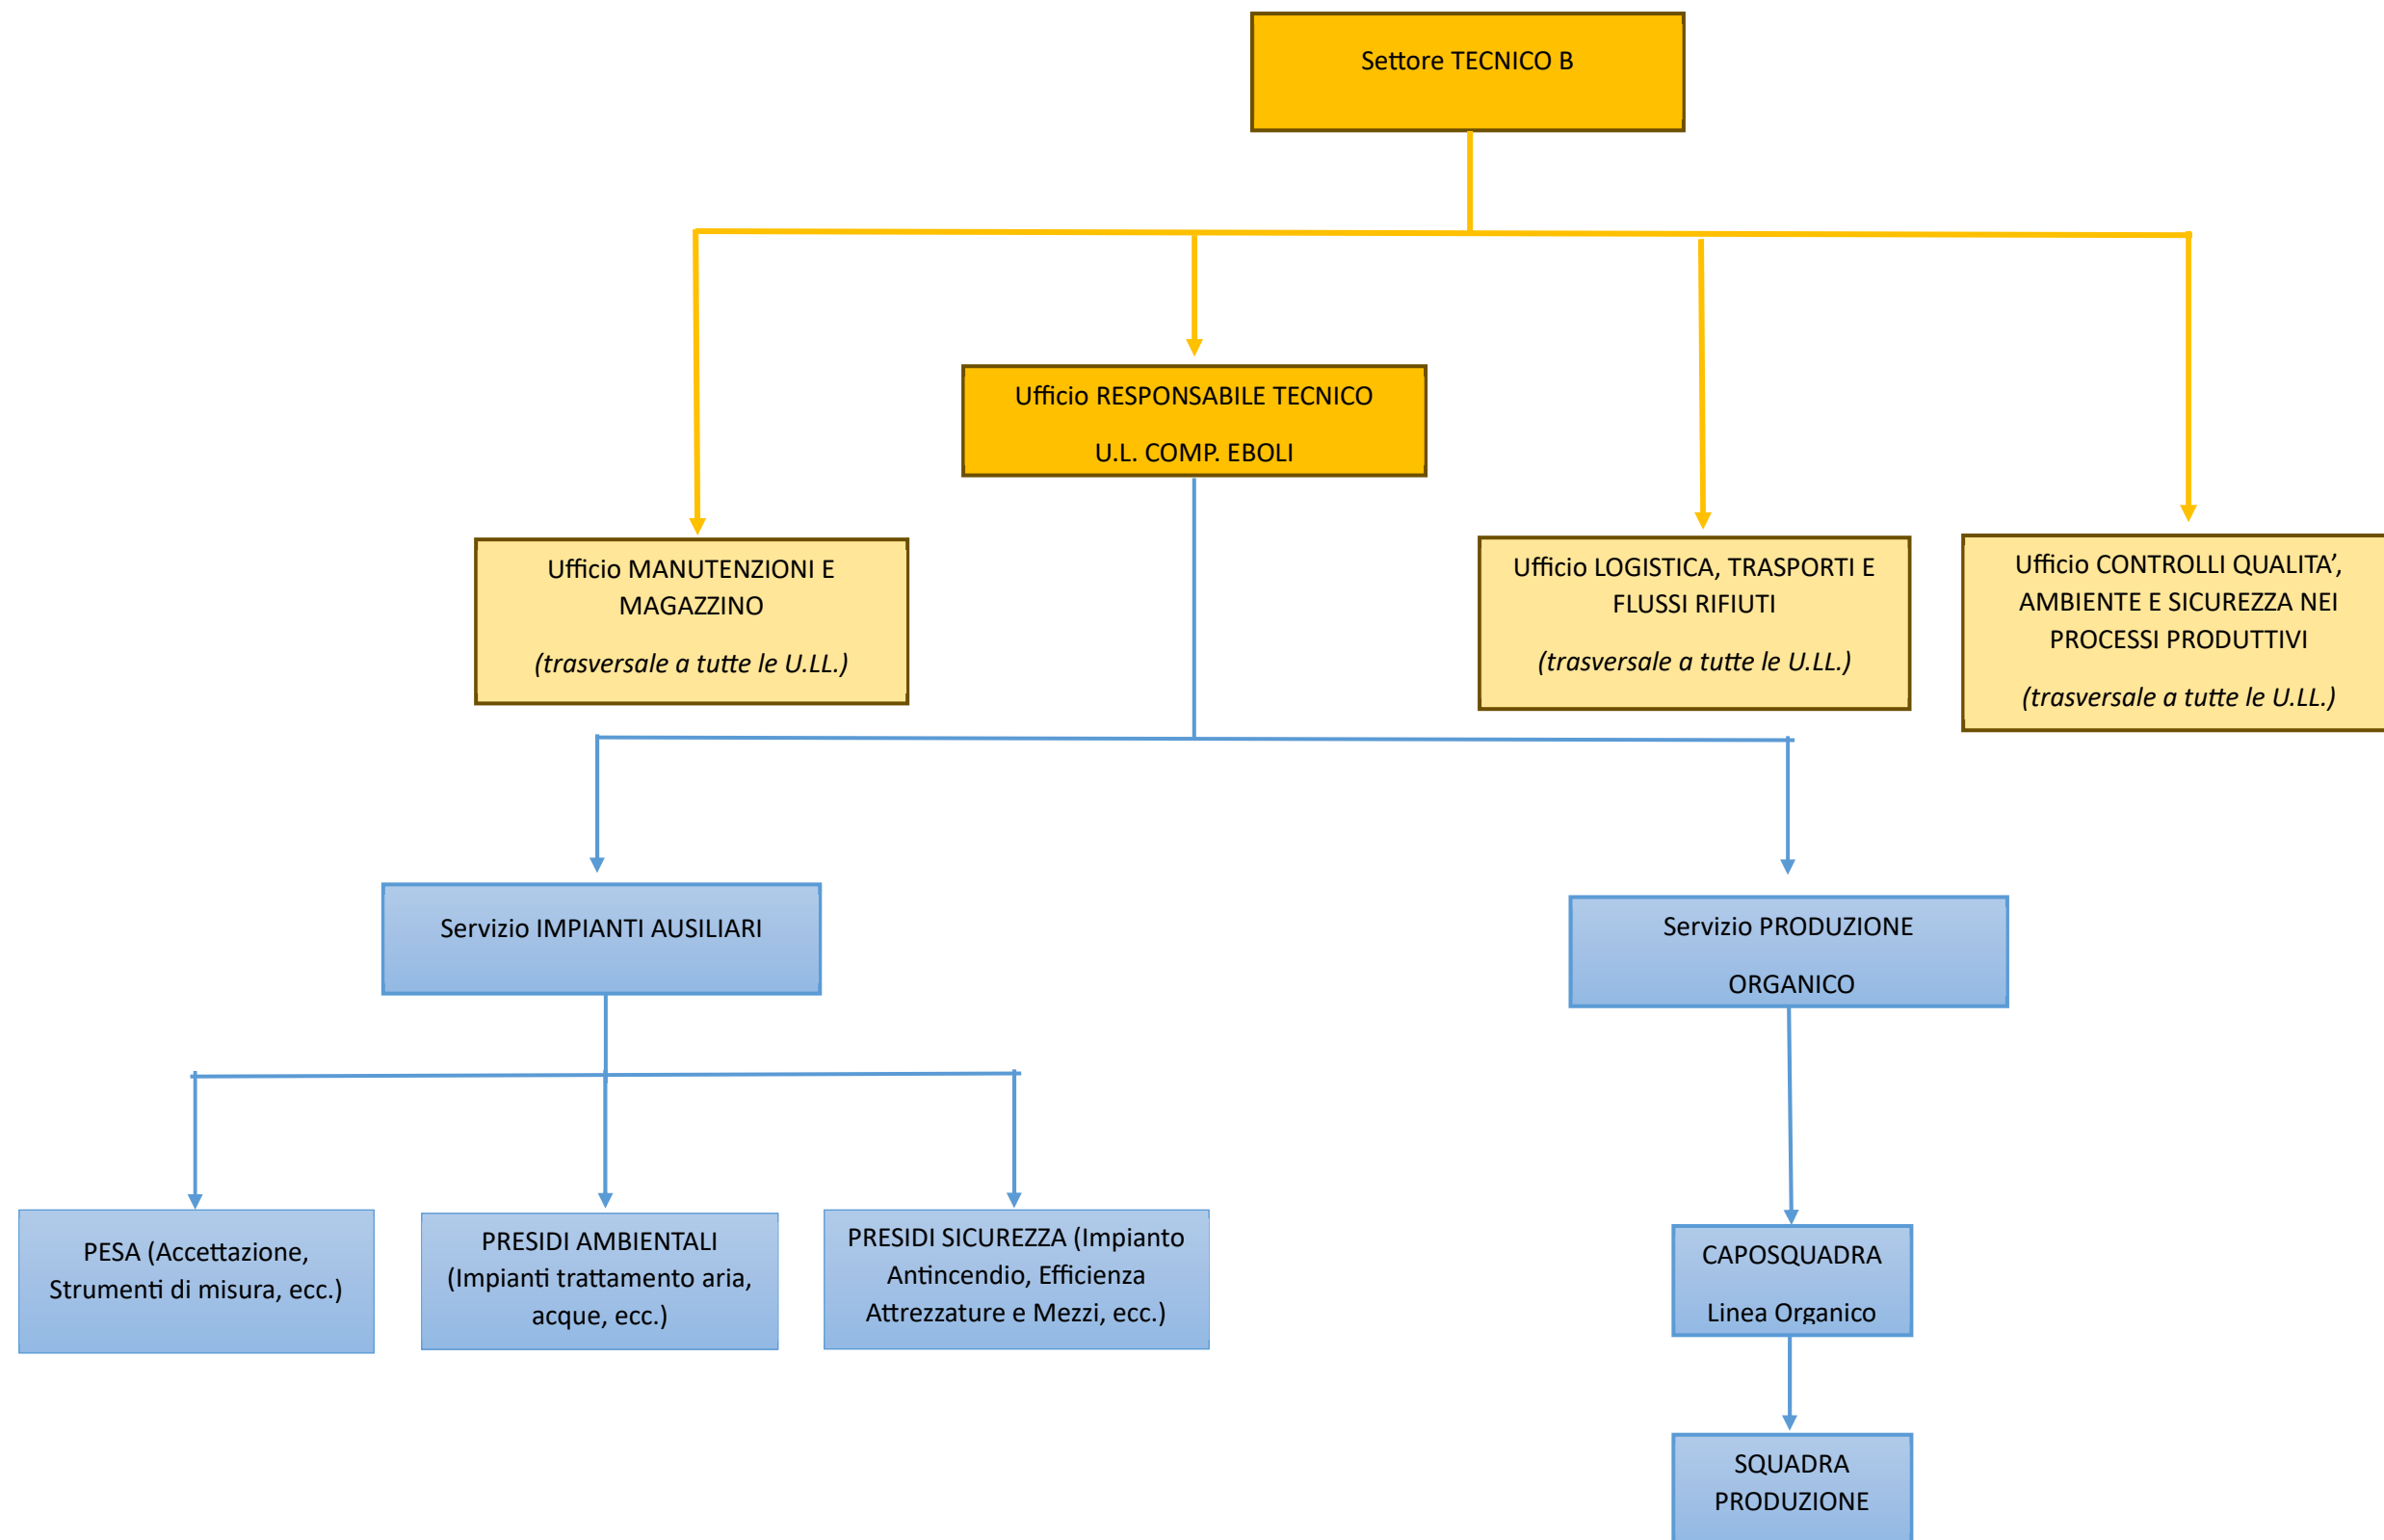 Settore TECNICO B
Ufficio RESPONSABILE TECNICO
U.L. COMP. EBOLI
Ufficio MANUTENZIONI E
MAGAZZINO
(trasversale a tutte le U.LL.)
Ufficio LOGISTICA, TRASPORTI E
FLUSSI RIFIUTI
(trasversale a tutte le U.LL.)
Ufficio CONTROLLI QUALITA’,
AMBIENTE E SICUREZZA NEI
PROCESSI PRODUTTIVI
(trasversale a tutte le U.LL.)
Servizio IMPIANTI AUSILIARI
Servizio PRODUZIONE
ORGANICO
PESA (Accettazione,
Strumenti di misura, ecc.)
PRESIDI AMBIENTALI
(Impianti trattamento aria,
acque, ecc.)
PRESIDI SICUREZZA (Impianto
Antincendio, Efficienza
Attrezzature e Mezzi, ecc.)
CAPOSQUADRA
Linea Organico
SQUADRA
PRODUZIONE